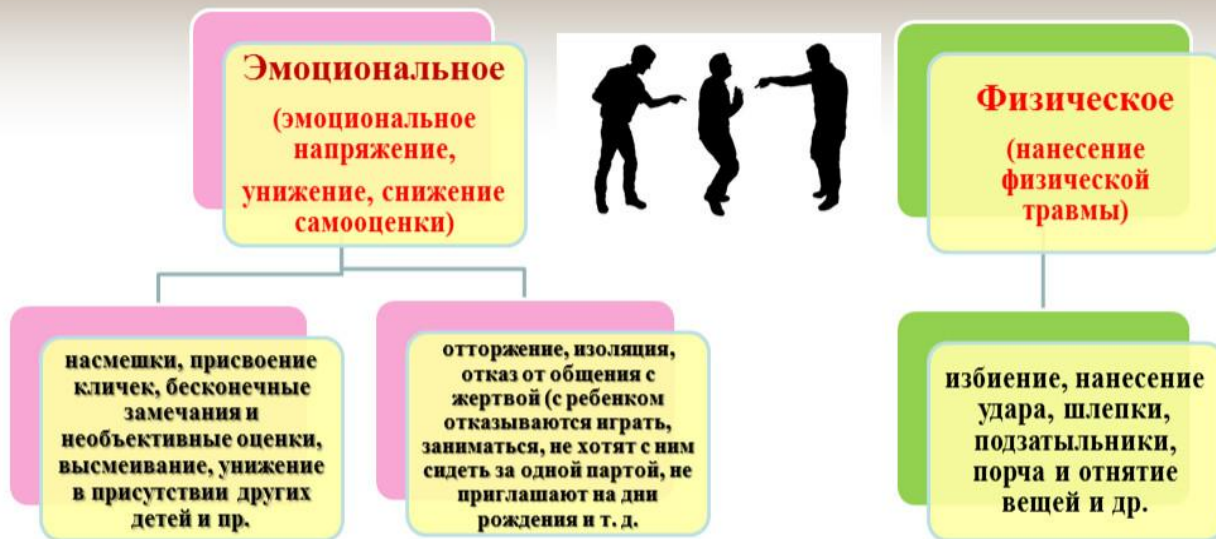 Эмоциональное
(эмоциональное
напряжение,
унижение, снижение
самооценки)
Физическое
(нанесение
физической
травмы)
насмешки, присвоение
кличек, бесконечные
замечания и
необъективные оценки,
высмеивание, унижение
в присутствии других
детей и пр.
отторжение, изоляция,
отказ от общения с
жертвой (с ребенком
отказываются играть,
заниматься, не хотят с ним
сидеть за одной партой, не
приглашают на дни
рождения и т. д.
избиение, нанесение
удара, шлепки,
подзатыльники,
порча и отнятие
вещей и др.